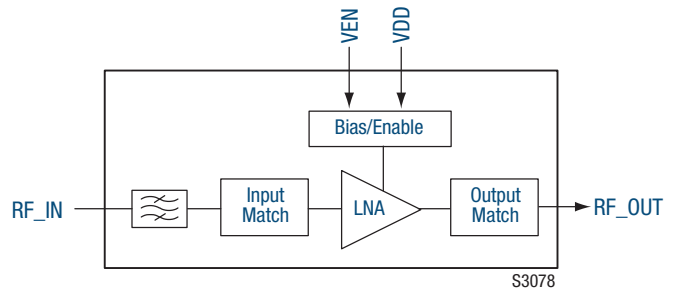 VEN
VDD
Bias/Enable
RF_IN
Input
Match
LNA
Output
Match
RF_OUT
S3078